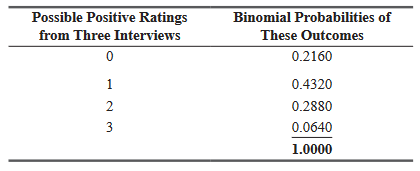 Possible Positive Ratings Binomial Probabilities of
from Three Interviews These Outcomes
0 0.2160
1 0.4320
2 0.2880
3 0.0640
1.0000